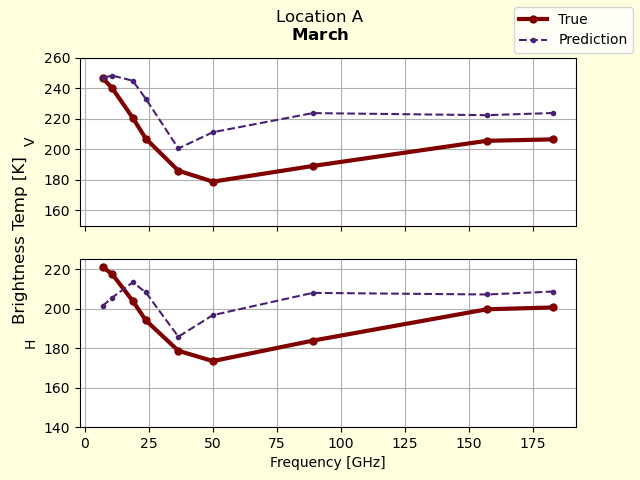 Location A
March
True
Prediction
260
240
220
200
180
160
V
Brightness Temp [K]
220
200
180
160
140
H
0 25 50 75 100 125 150 175
Frequency [GHz]